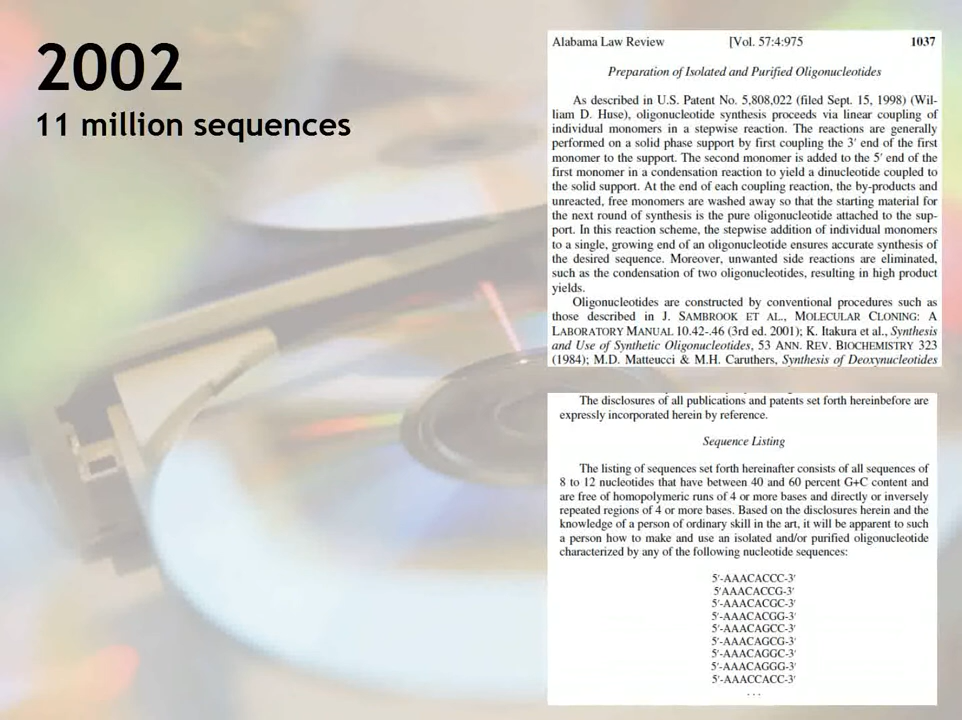 2002
11 million sequences
Alabama Law Review [Vol. 57:4:975 1037
Preparation of Isolated and Purified Oligonucleotides
As described in U.S. Patent No. 5,808,022 (filed Sept. 15, 1998) (Wil-
liam D. Huse), oligonucleotide synthesis proceeds via linear coupling of
individual monomers in a stepwise reaction. The reactions are generally
performed on a solid phase support by first coupling the 3' end of the first
monomer to the support. The second monomer is added to the 5' end of the
first monomer in a condensation reaction to yield a dinucleotide coupled to
the solid support. At the end of each coupling reaction, the by-products and
unreacted, free monomers are washed away so that the starting material for
the next round of synthesis is the pure oligonucleotide attached to the sup-
port. In this reaction scheme, the stepwise addition of individual monomers
to a single, growing end of an oligonucleotide ensures accurate synthesis of
the desired sequence. Moreover, unwanted side reactions are eliminated,
such as the condensation of two oligonucleotides, resulting in high product
yields.
Oligonucleotides are constructed by conventional procedures such as
those described in J. SAMBROOK ET AL., MOLECULAR CLONING: A
LABORATORY MANUAL 10.42-.46 (3rd ed. 2001); K. Itakura et al., Synthesis
and Use of Synthetic Oligonucleotides, 53 ANN. REV. BIOCHEMISTRY 323
(1984); M.D. Matteucci & M.H. Caruthers, Synthesis of Deoxynucleotides
The disclosures of all publications and patents set forth hereinbefore are
expressly incorporated herein by reference.
Sequence Listing
The listing of sequences set forth hereinafter consists of all sequences of
8 to 12 nucleotides that have between 40 and 60 percent G+C content and
are free of homopolymeric runs of 4 or more bases and directly or inversely
repeated regions of 4 or more bases. Based on the disclosures herein and the
knowledge of a person of ordinary skill in the art, it will be apparent to such
a person how to make and use an isolated and/or purified oligonucleotide
characterized by any of the following nucleotide sequences:
5'-AAACACCC-3'
5'AAACACCG-3'
5'-AAACACGC-3'
5'-AAACACGG-3'
5'-AAACAGCC-3'
5'-AAACAGCG-3'
5'-AAACAGGC-3'
5'-AAACAGGG-3'
5'-AAACCACC-3'
. . .